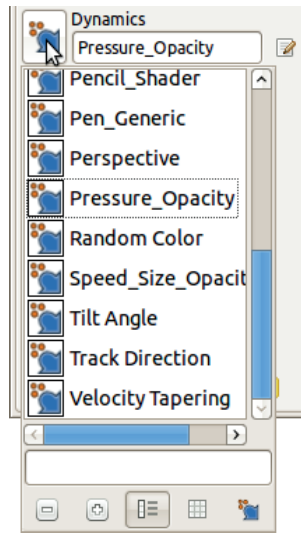 Dynamics
Pressure_Opacity
Pencil_Shader
Pen_Generic
Perspective
Pressure_Opacity
Random Color
Speed_Size_Opacit
Tilt Angle
Track Direction
Velocity Tapering